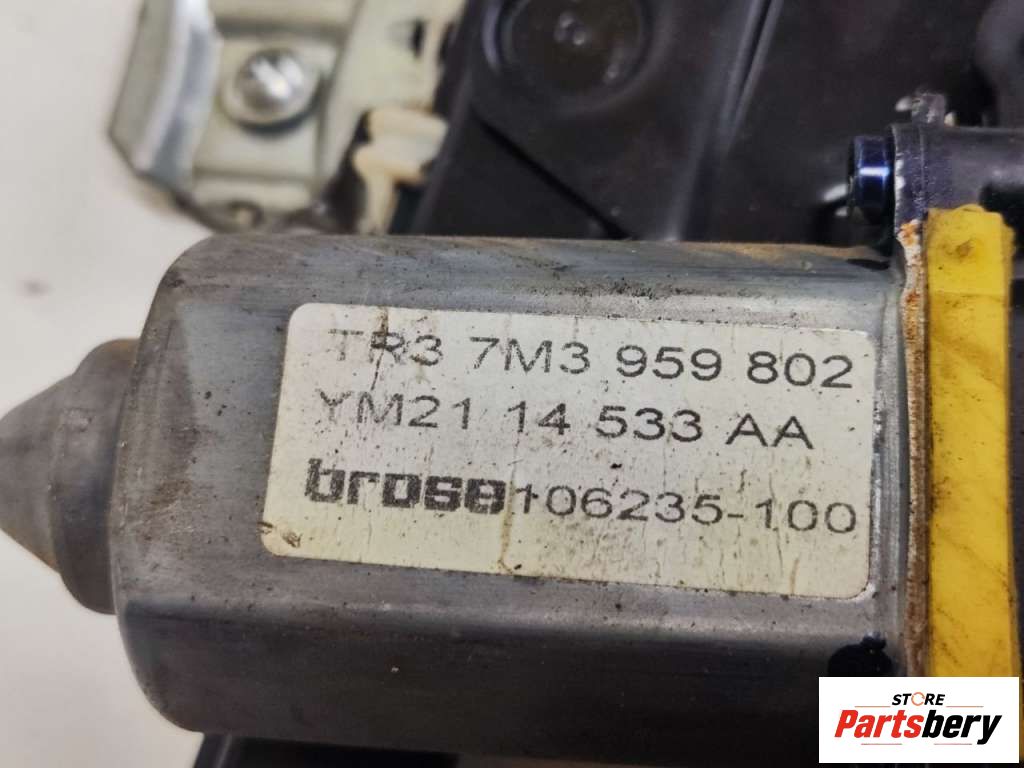 TR3 7M3 959 802
YM21 14 533 AA
brose 106235-100
STORE
Partsbery